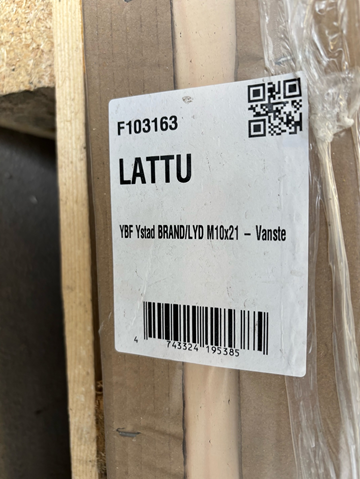 F103163
LATTU
YBF Ystad BRAND/LYD M10x21 – Vanste
4 743324 195385